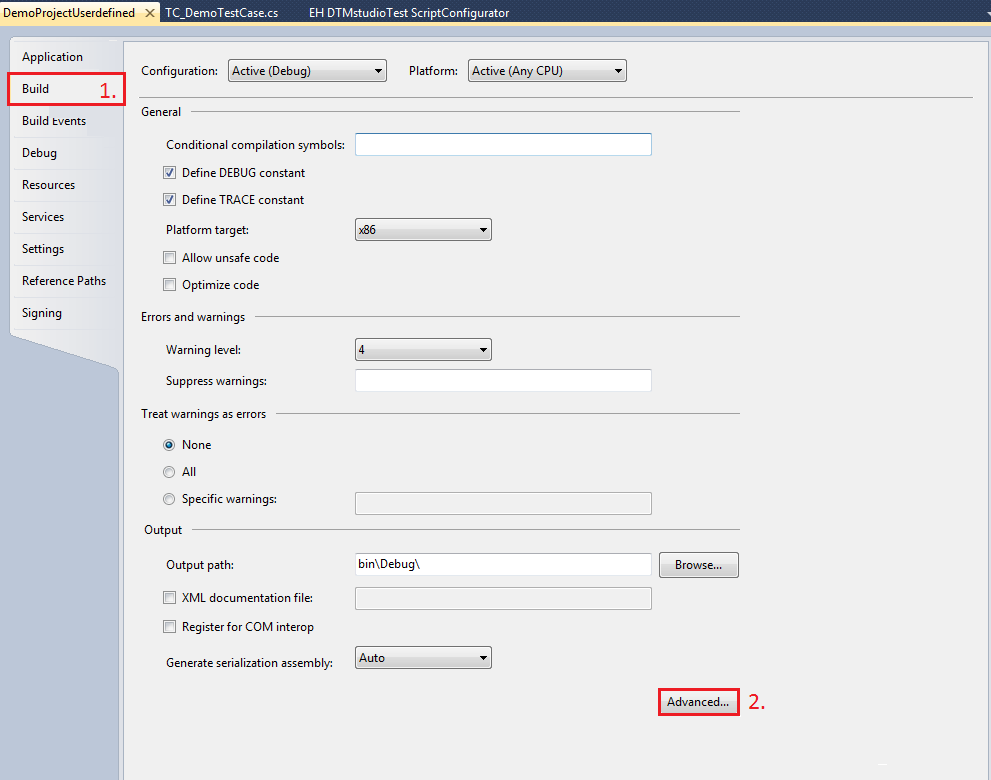 DemoProjectUserdefined TC_DemoTestCase.cs EH DTMstudioTest ScriptConfigurator
Application
Build 1.
Build Events
Debug
Resources
Services
Settings
Reference Paths
Signing
Configuration: Active (Debug) Platform: Active (Any CPU)
General
Conditional compilation symbols:
Define DEBUG constant
Define TRACE constant
Platform target: x86
Allow unsafe code
Optimize code
Errors and warnings
Warning level: 4
Suppress warnings:
Treat warnings as errors
None
All
Specific warnings:
Output
Output path: bin\Debug\ Browse...
XML documentation file:
Register for COM interop
Generate serialization assembly: Auto
Advanced... 2.